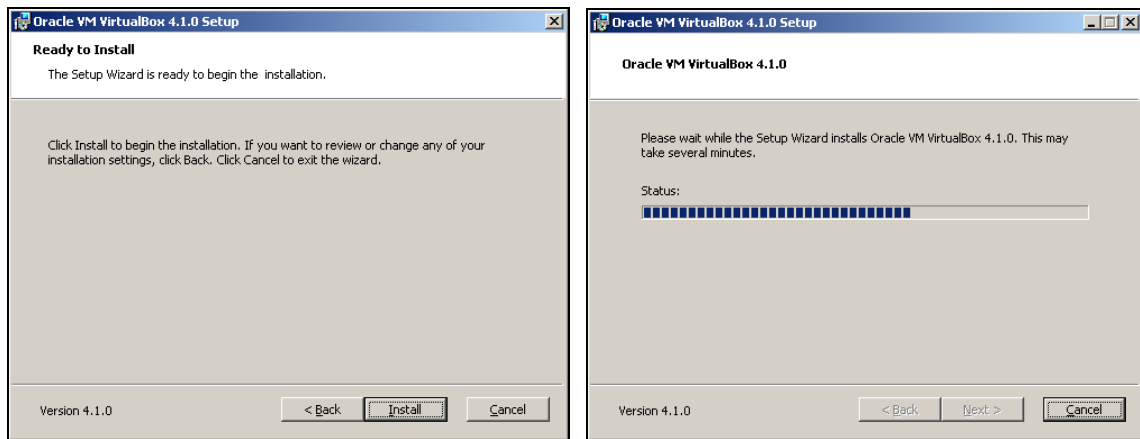 Oracle VM VirtualBox 4.1.0 Setup
Ready to Install
The Setup Wizard is ready to begin the installation.
Click Install to begin the installation. If you want to review or change any of your
installation settings, click Back. Click Cancel to exit the wizard.
Version 4.1.0
< Back
Install
Cancel
Oracle VM VirtualBox 4.1.0 Setup
Oracle VM VirtualBox 4.1.0
Please wait while the Setup Wizard installs Oracle VM VirtualBox 4.1.0. This may
take several minutes.
Status:
Version 4.1.0
< Back
Next >
Cancel